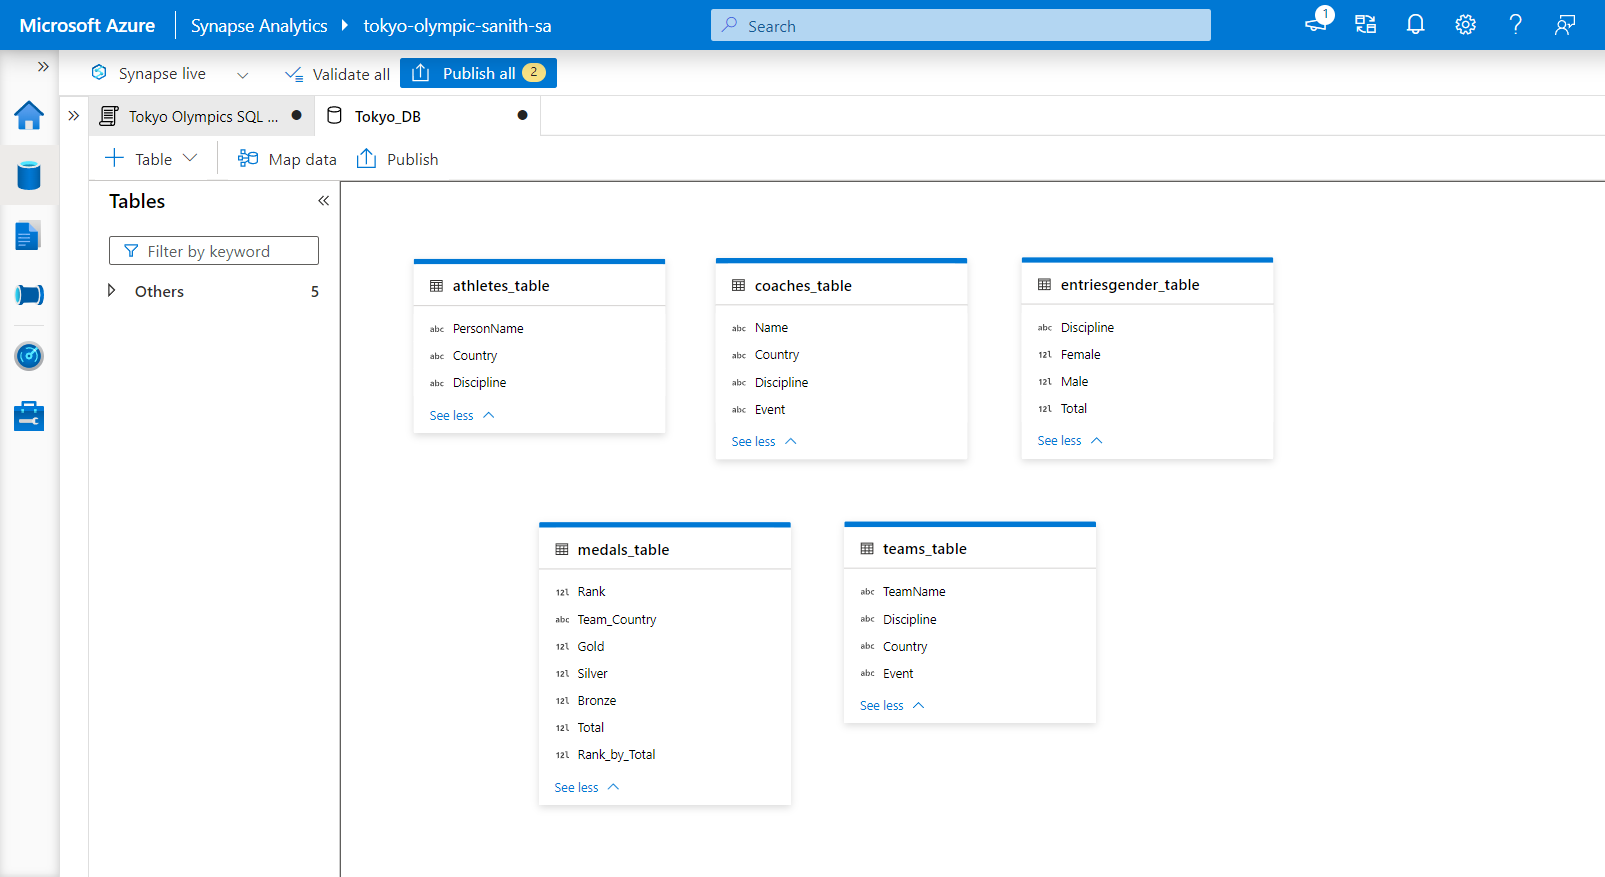 Microsoft Azure
Synapse Analytics
tokyo-olympic-sanith-sa
Search
1
Synapse live
Validate all
Publish all
2
Tokyo Olympics SQL ...
Tokyo_DB
Table
Map data
Publish
Tables
Filter by keyword
Others
5
athletes_table
abc PersonName
abc Country
abc Discipline
See less
coaches_table
abc Name
abc Country
abc Discipline
abc Event
See less
entriesgender_table
abc Discipline
12l Female
12l Male
12l Total
See less
medals_table
12l Rank
abc Team_Country
12l Gold
12l Silver
12l Bronze
12l Total
12l Rank_by_Total
See less
teams_table
abc TeamName
abc Discipline
abc Country
abc Event
See less